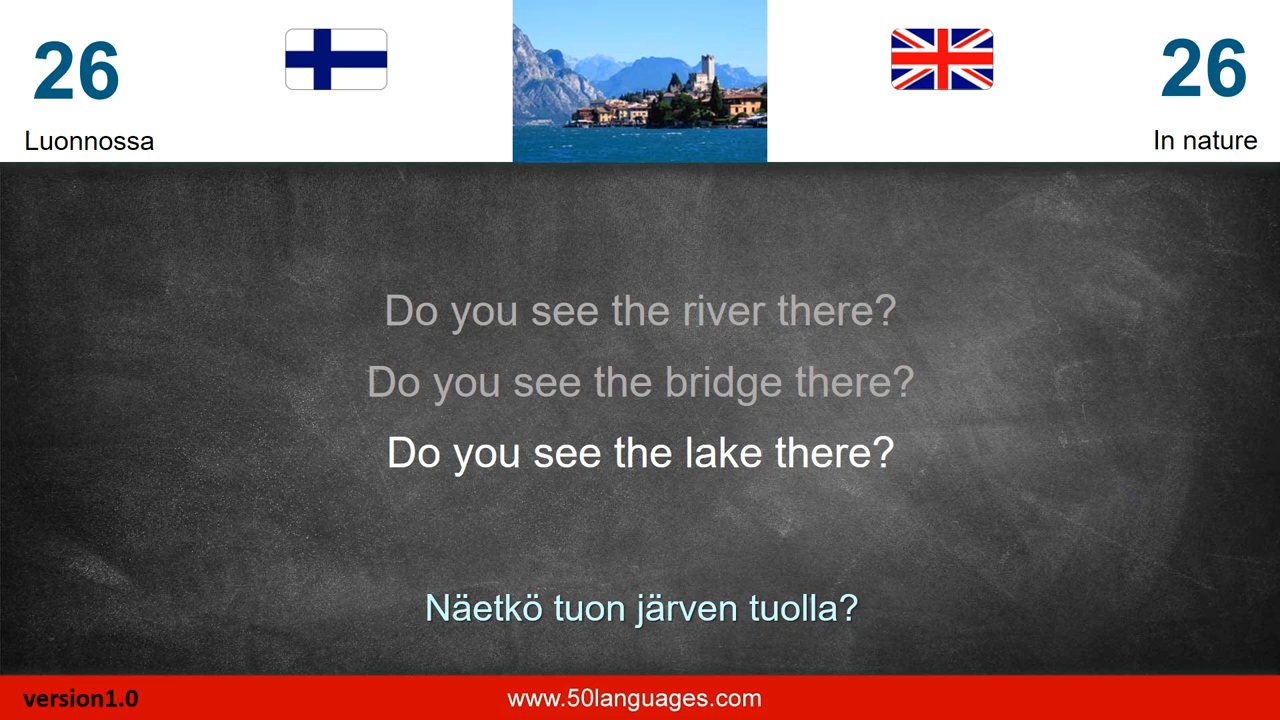 26
Luonnossa
26
In nature
Do you see the river there?
Do you see the bridge there?
Do you see the lake there?
Näetkö tuon järven tuolla?
version1.0
www.50languages.com